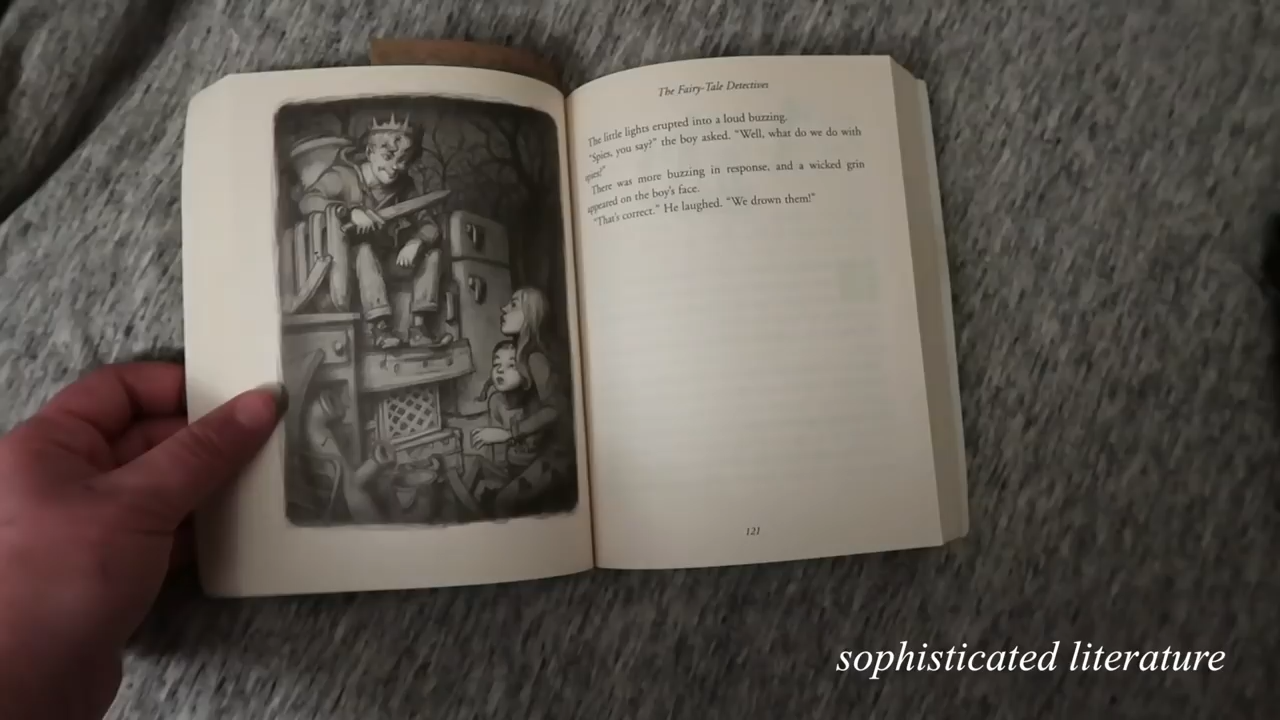 The Fairy-Tale Detectives
The little lights erupted into a loud buzzing.
"Spies, you say?" the boy asked. "Well, what do we do with
spies?"
There was more buzzing in response, and a wicked grin
appeared on the boy's face.
"That's correct." He laughed. "We drown them!"
121
sophisticated literature